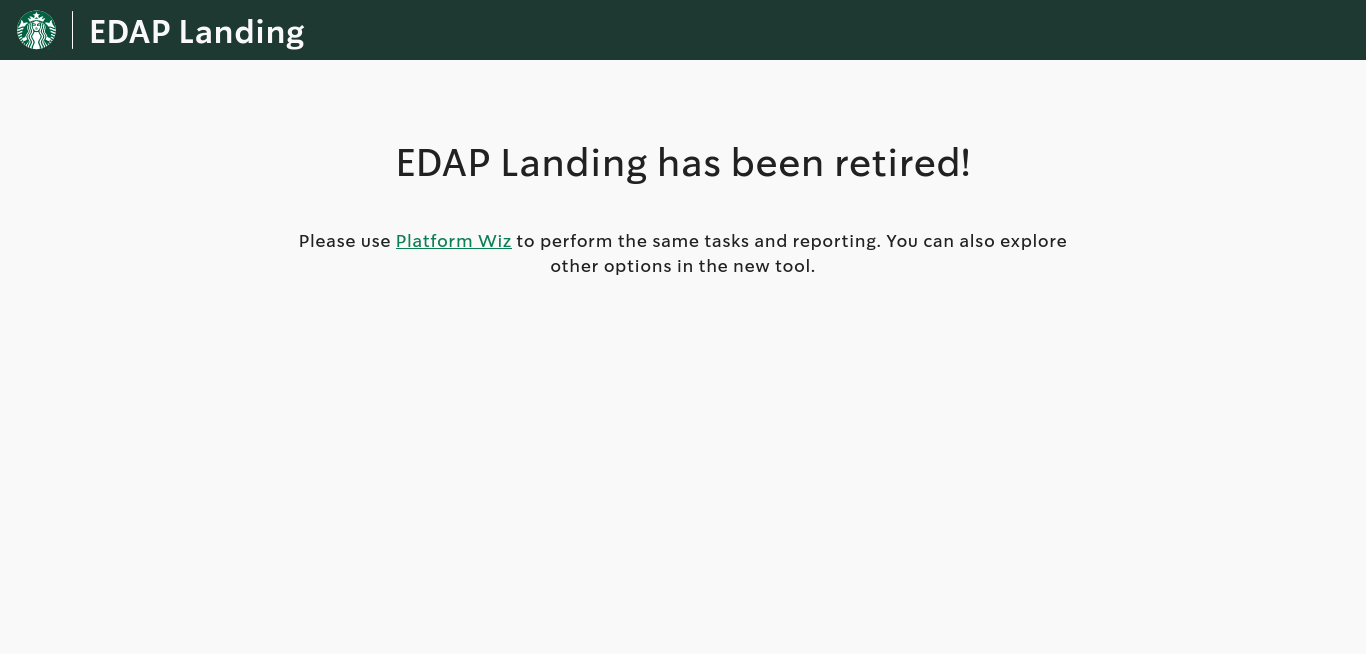 EDAP Landing
EDAP Landing has been retired!
Please use Platform Wiz to perform the same tasks and reporting. You can also explore
other options in the new tool.